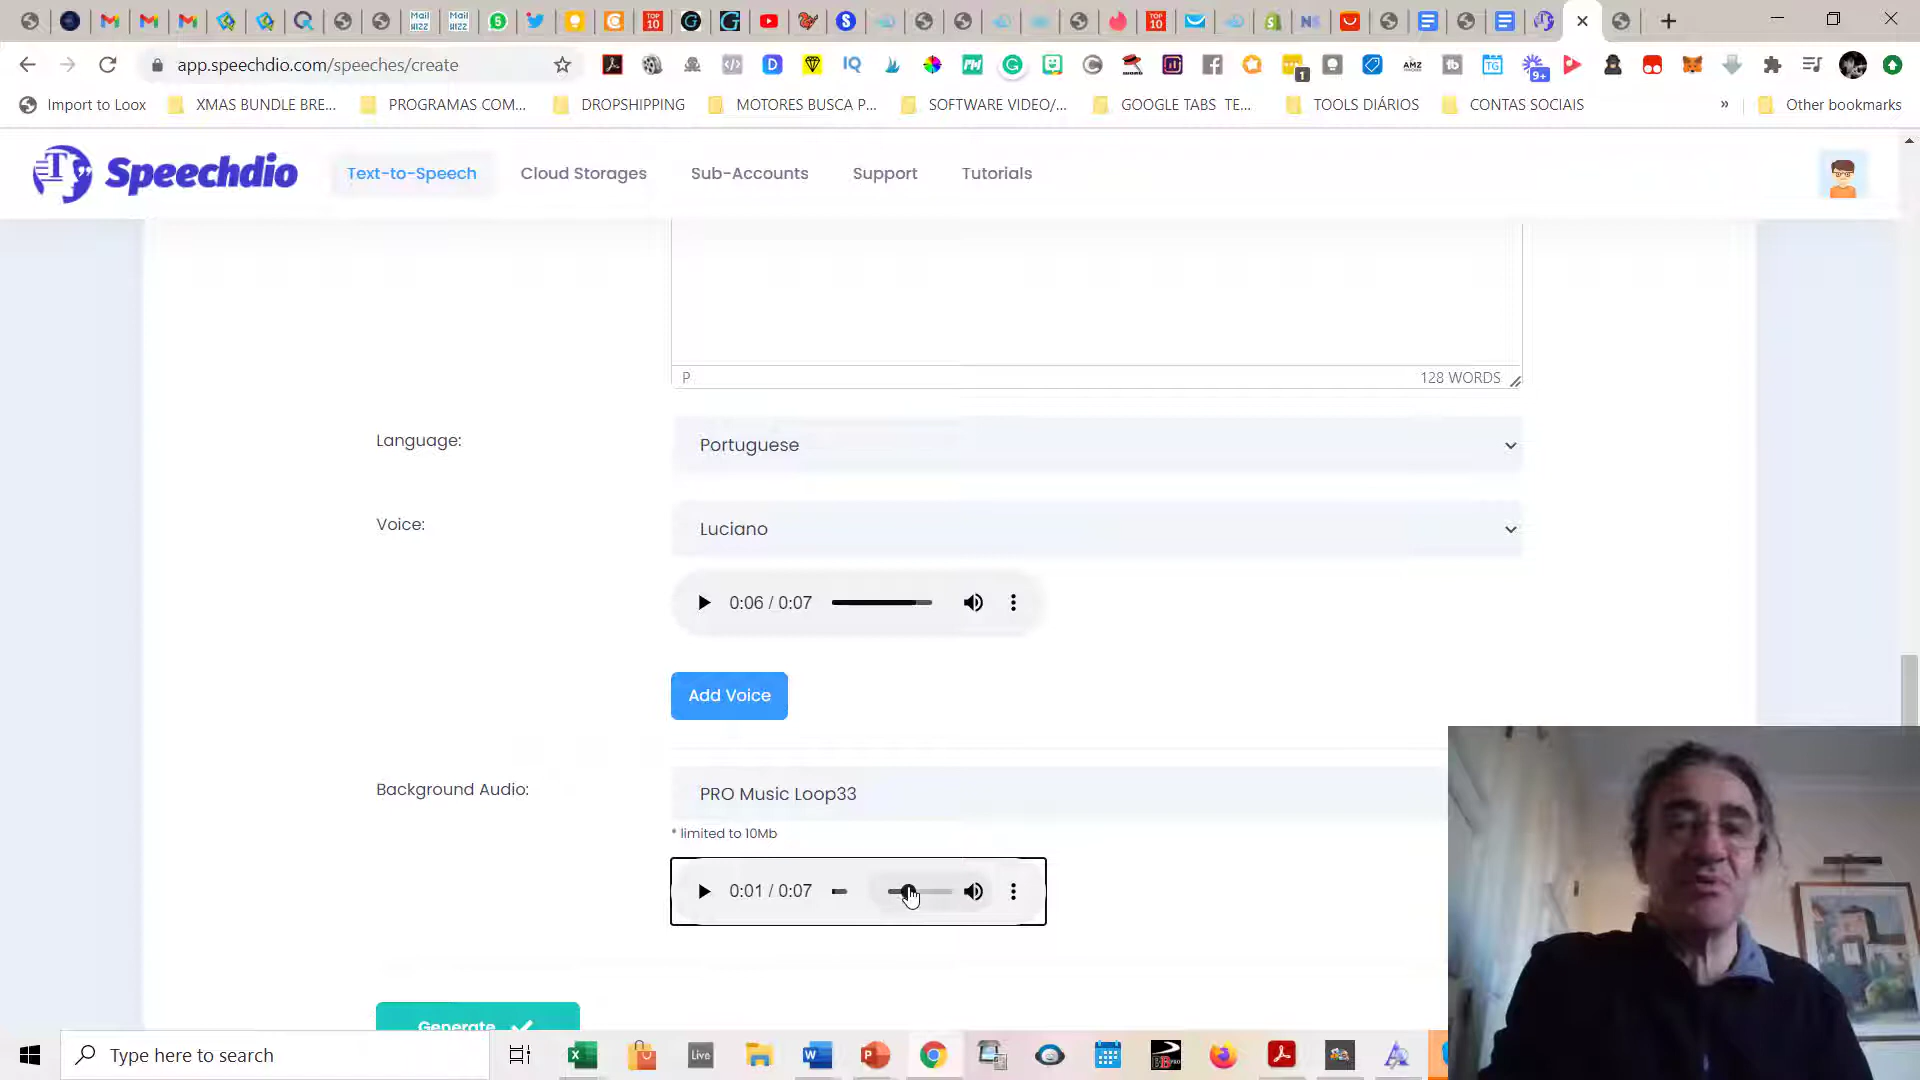 app.speechdio.com/speeches/create
Import to Loox
XMAS BUNDLE BRE...
PROGRAMAS COM...
DROPSHIPPING
MOTORES BUSCA P...
SOFTWARE VIDEO/...
GOOGLE TABS TE...
TOOLS DIÁRIOS
CONTAS SOCIAIS
»
Other bookmarks
Speechdio
Text-to-Speech
Cloud Storages
Sub-Accounts
Support
Tutorials
P
128 WORDS
Language:
Portuguese
Voice:
Luciano
0:06 / 0:07
Add Voice
Background Audio:
PRO Music Loop33
* limited to 10Mb
0:01 / 0:07
Generate
Type here to search